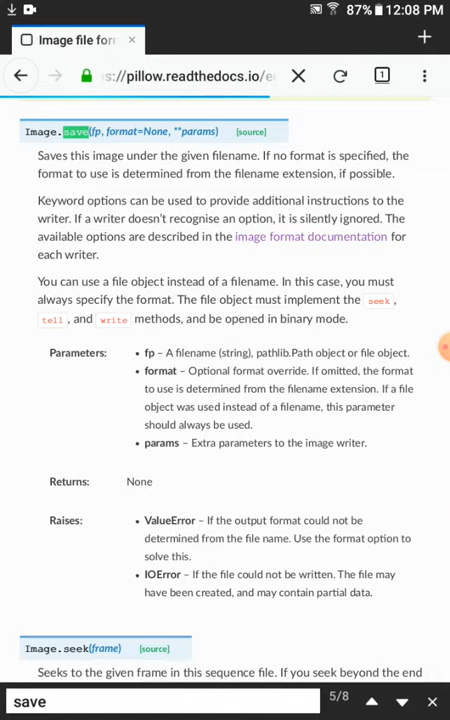 87% 12:08 PM
Image file forr
s://pillow.readthedocs.io/e
1
Image.save(fp, format=None, **params) [source]
Saves this image under the given filename. If no format is specified, the
format to use is determined from the filename extension, if possible.
Keyword options can be used to provide additional instructions to the
writer. If a writer doesn't recognise an option, it is silently ignored. The
available options are described in the image format documentation for
each writer.
You can use a file object instead of a filename. In this case, you must
always specify the format. The file object must implement the seek,
tell, and write methods, and be opened in binary mode.
Parameters: • fp – A filename (string), pathlib.Path object or file object.
• format – Optional format override. If omitted, the format
to use is determined from the filename extension. If a file
object was used instead of a filename, this parameter
should always be used.
• params – Extra parameters to the image writer.
Returns: None
Raises: • ValueError – If the output format could not be
determined from the file name. Use the format option to
solve this.
• IOError – If the file could not be written. The file may
have been created, and may contain partial data.
Image.seek(frame) [source]
Seeks to the given frame in this sequence file. If you seek beyond the end
save 5/8